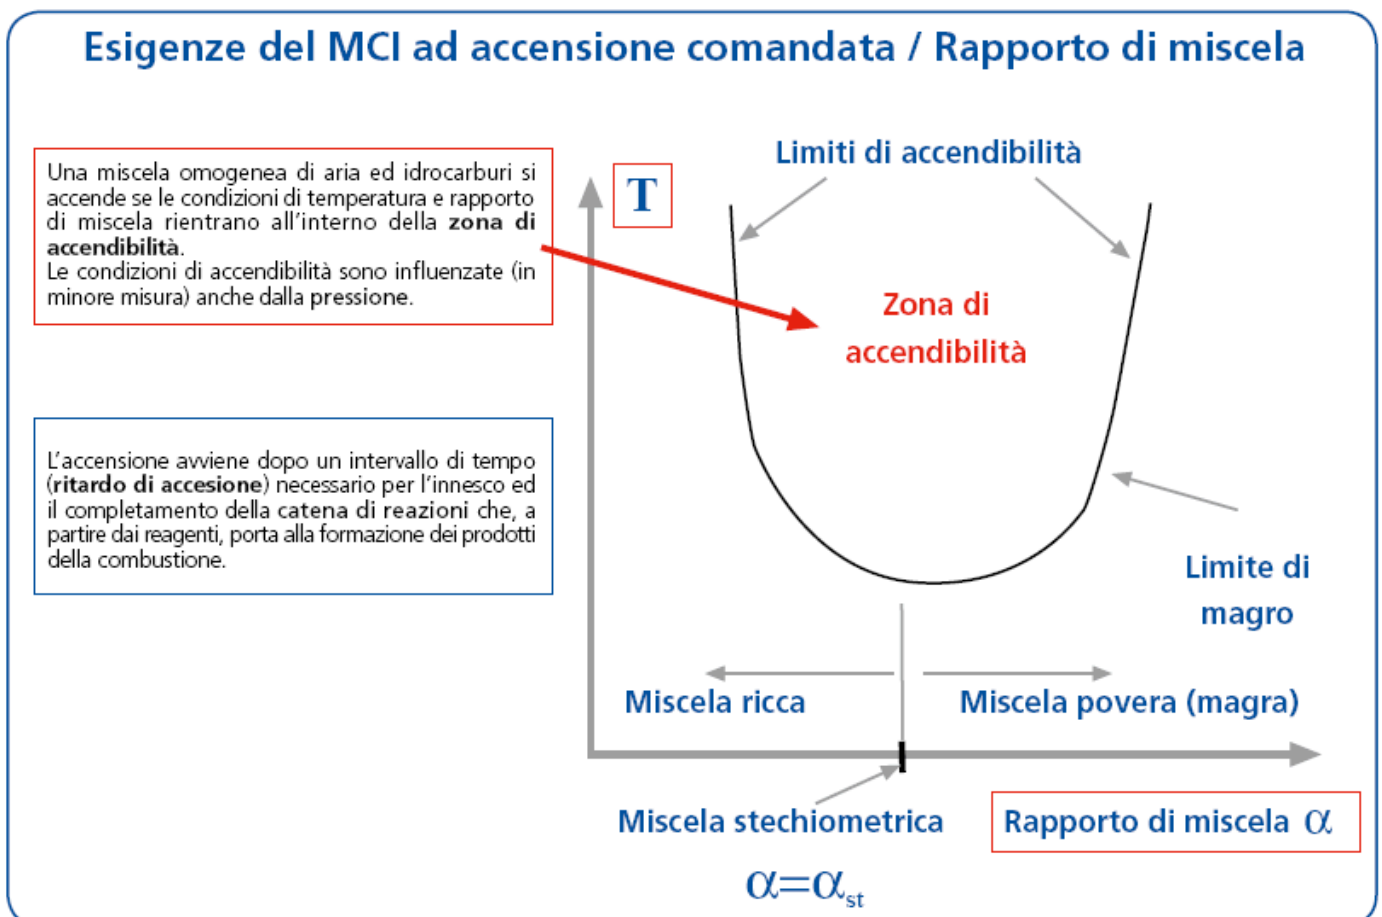 Esigenze del MCI ad accensione comandata / Rapporto di miscela
Una miscela omogenea di aria ed idrocarburi si
accende se le condizioni di temperatura e rapporto
di miscela rientrano all'interno della zona di
accendibilità.
Le condizioni di accendibilità sono influenzate (in
minore misura) anche dalla pressione.
L'accensione avviene dopo un intervallo di tempo
(ritardo di accesione) necessario per l'innesco ed
il completamento della catena di reazioni che, a
partire dai reagenti, porta alla formazione dei prodotti
della combustione.
T
Limiti di accendibilità
Zona di
accendibilità
Limite di
magro
Miscela ricca
Miscela povera (magra)
Miscela stechiometrica
Rapporto di miscela α
α=αst